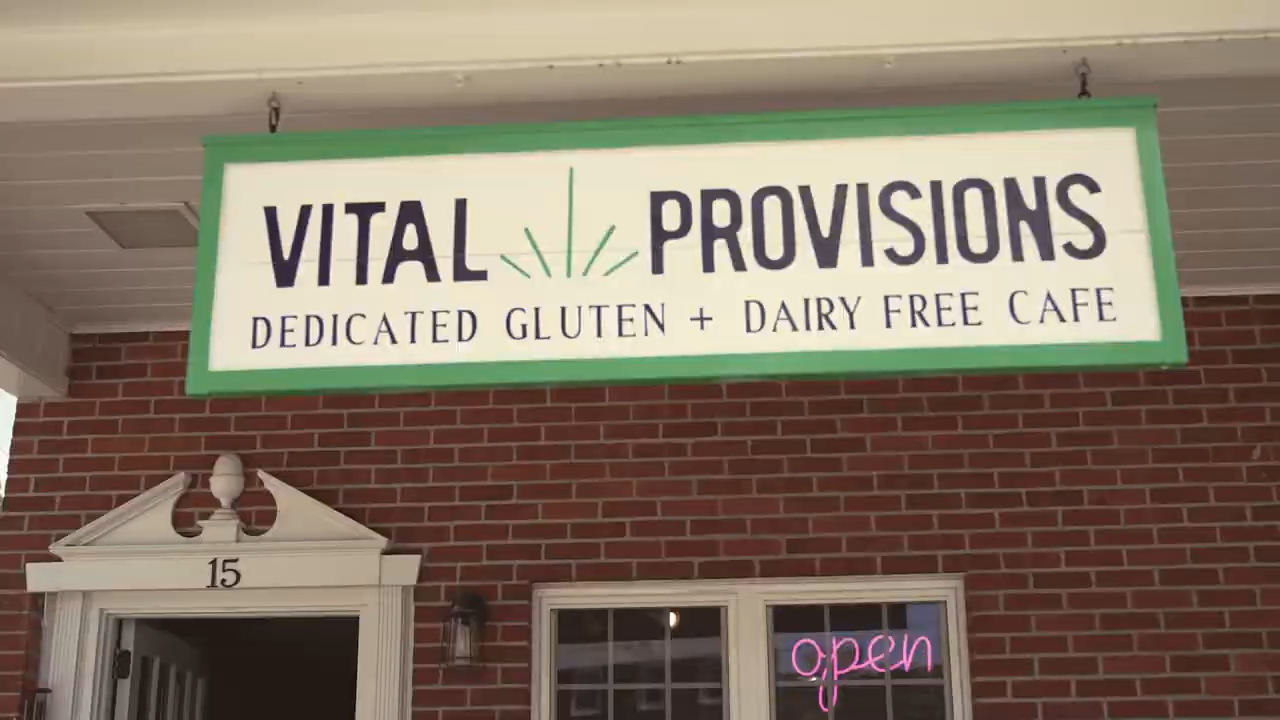 VITAL PROVISIONS
DEDICATED GLUTEN + DAIRY FREE CAFE
15
open